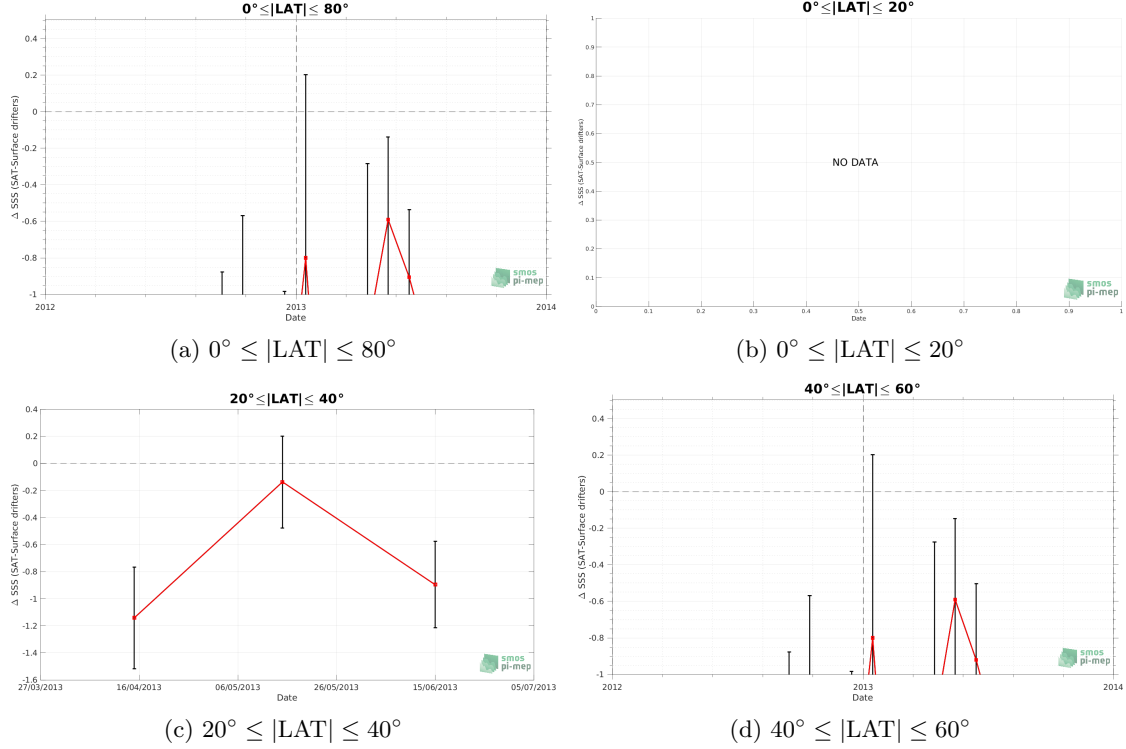 0°≤|LAT|≤ 80°
Δ SSS (SAT-Surface drifters)
0.4
0.2
0
-0.2
-0.4
-0.6
-0.8
-1
2012
2013
2014
Date
smos
pi-mep
(a) 0° ≤ |LAT| ≤ 80°
0°≤|LAT|≤ 20°
Δ SSS (SAT-Surface drifters)
1
0.9
0.8
0.7
0.6
0.5
0.4
0.3
0.2
0.1
0
NO DATA
0
0.1
0.2
0.3
0.4
0.5
0.6
0.7
0.8
0.9
1
Date
smos
pi-mep
(b) 0° ≤ |LAT| ≤ 20°
20°≤|LAT|≤ 40°
Δ SSS (SAT-Surface drifters)
0.4
0.2
0
-0.2
-0.4
-0.6
-0.8
-1
-1.2
-1.4
-1.6
27/03/2013
16/04/2013
06/05/2013
26/05/2013
15/06/2013
05/07/2013
Date
smos
pi-mep
(c) 20° ≤ |LAT| ≤ 40°
40°≤|LAT|≤ 60°
Δ SSS (SAT-Surface drifters)
0.4
0.2
0
-0.2
-0.4
-0.6
-0.8
-1
2012
2013
2014
Date
smos
pi-mep
(d) 40° ≤ |LAT| ≤ 60°